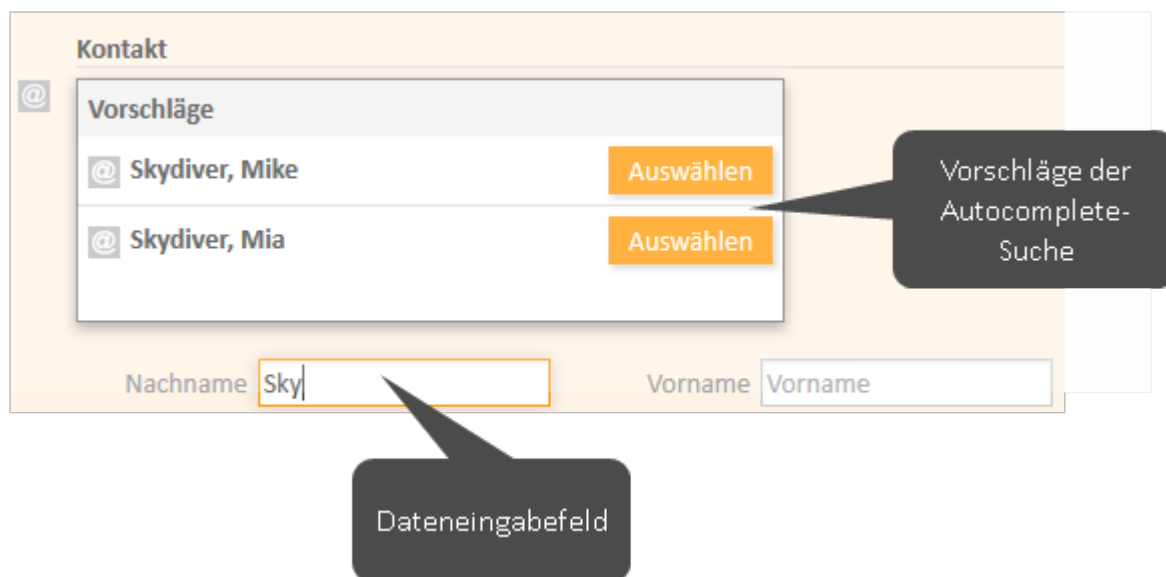 Kontakt
@
Vorschläge
@ Skydiver, Mike Auswählen
@ Skydiver, Mia Auswählen
Vorschläge der
Autocomplete-
Suche
Nachname Sky Vorname Vorname
Dateneingabefeld